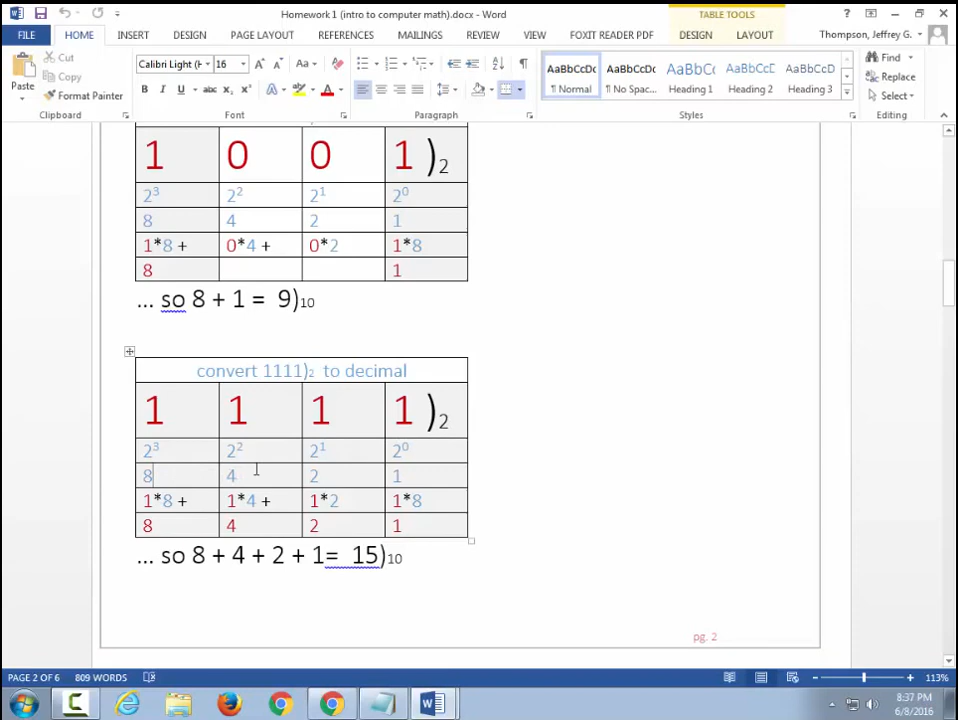 Homework 1 (intro to computer math).docx - Word
TABLE TOOLS
FILE HOME INSERT DESIGN PAGE LAYOUT REFERENCES MAILINGS REVIEW VIEW FOXIT READER PDF DESIGN LAYOUT Thompson, Jeffrey G.
Paste
Cut
Copy
Format Painter
Clipboard
Calibri Light (H 16
Font
Paragraph
AaBbCcDc AaBbCcDc AaBbCc AaBbCcC AaBbCcD
¶ Normal ¶ No Spac... Heading 1 Heading 2 Heading 3
Styles
Find
Replace
Select
Editing
1 0 0 1 )₂
2³ 2² 2¹ 2⁰
8 4 2 1
1*8 + 0*4 + 0*2 1*8
8 1
... so 8 + 1 = 9)₁₀
convert 1111)₂ to decimal
1 1 1 1 )₂
2³ 2² 2¹ 2⁰
8 4 2 1
1*8 + 1*4 + 1*2 1*8
8 4 2 1
... so 8 + 4 + 2 + 1= 15)₁₀
pg. 2
PAGE 2 OF 6 809 WORDS 113%
8:37 PM
6/8/2016